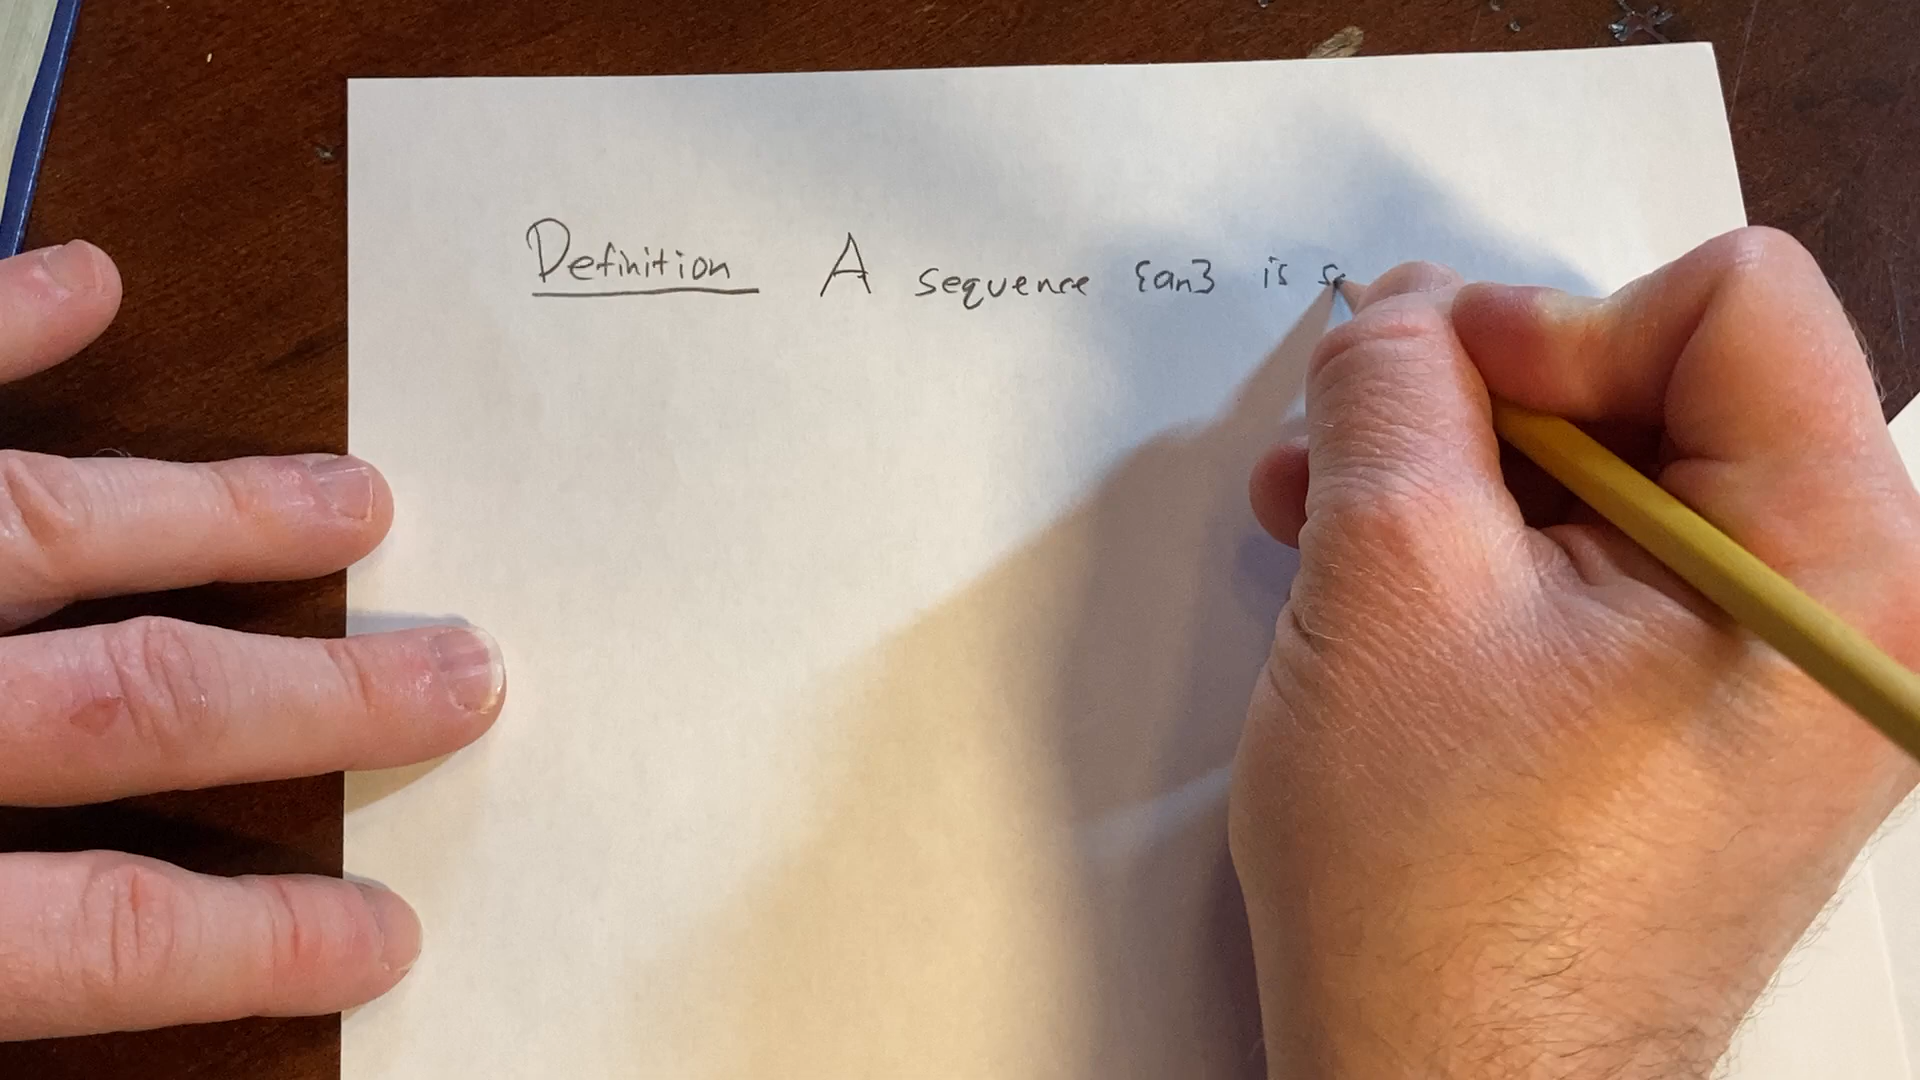 Definition A sequence {an} is